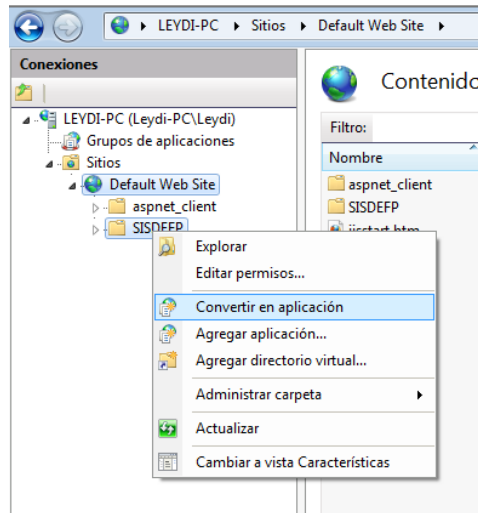 LEYDI-PC Sitios Default Web Site
Conexiones
LEYDI-PC (Leydi-PC\Leydi)
Grupos de aplicaciones
Sitios
Default Web Site
aspnet_client
SISDEFP
Contenido
Filtro:
Nombre
aspnet_client
SISDEFP
iisstart.htm
Explorar
Editar permisos...
Convertir en aplicación
Agregar aplicación...
Agregar directorio virtual...
Administrar carpeta
Actualizar
Cambiar a vista Características